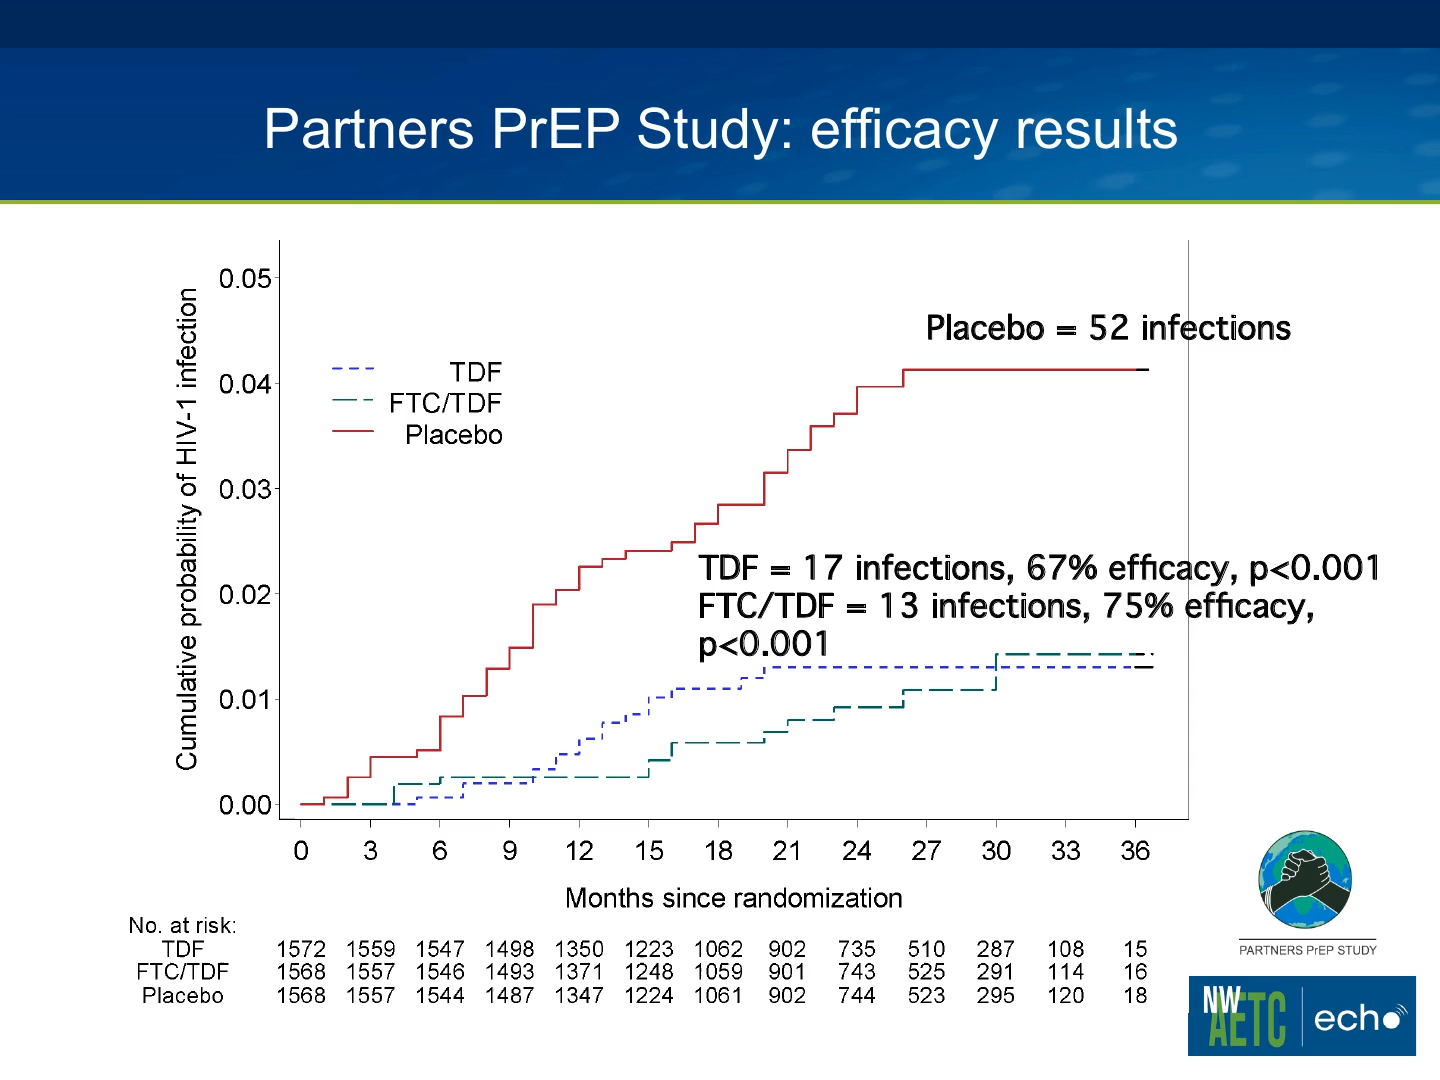 Partners PrEP Study: efficacy results
Cumulative probability of HIV-1 infection
0.05
0.04
0.03
0.02
0.01
0.00
TDF
FTC/TDF
Placebo
Placebo = 52 infections
TDF = 17 infections, 67% efficacy, p<0.001
FTC/TDF = 13 infections, 75% efficacy,
p<0.001
0 3 6 9 12 15 18 21 24 27 30 33 36
Months since randomization
No. at risk:
TDF 1572 1559 1547 1498 1350 1223 1062 902 735 510 287 108 15
FTC/TDF 1568 1557 1546 1493 1371 1248 1059 901 743 525 291 114 16
Placebo 1568 1557 1544 1487 1347 1224 1061 902 744 523 295 120 18
PARTNERS PrEP STUDY
NW
AETC
echo